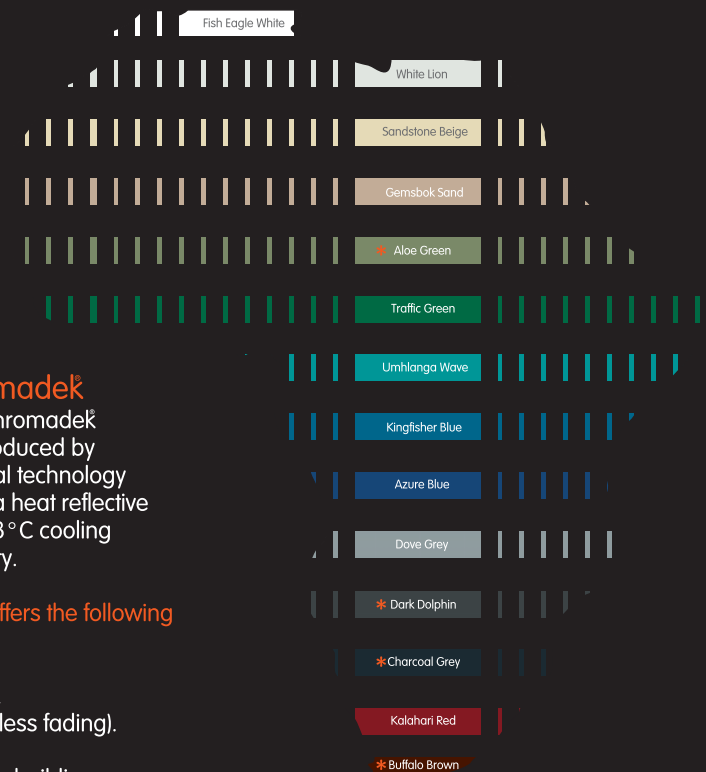 Fish Eagle White
White Lion
Sandstone Beige
Gemsbok Sand
* Aloe Green
Traffic Green
Umhlanga Wave
Kingfisher Blue
Azure Blue
Dove Grey
* Dark Dolphin
*Charcoal Grey
Kalahari Red
*Buffalo Brown
madek®
hromadek®
oduced by
al technology
a heat reflective
3°C cooling
ry.
ffers the following
less fading).